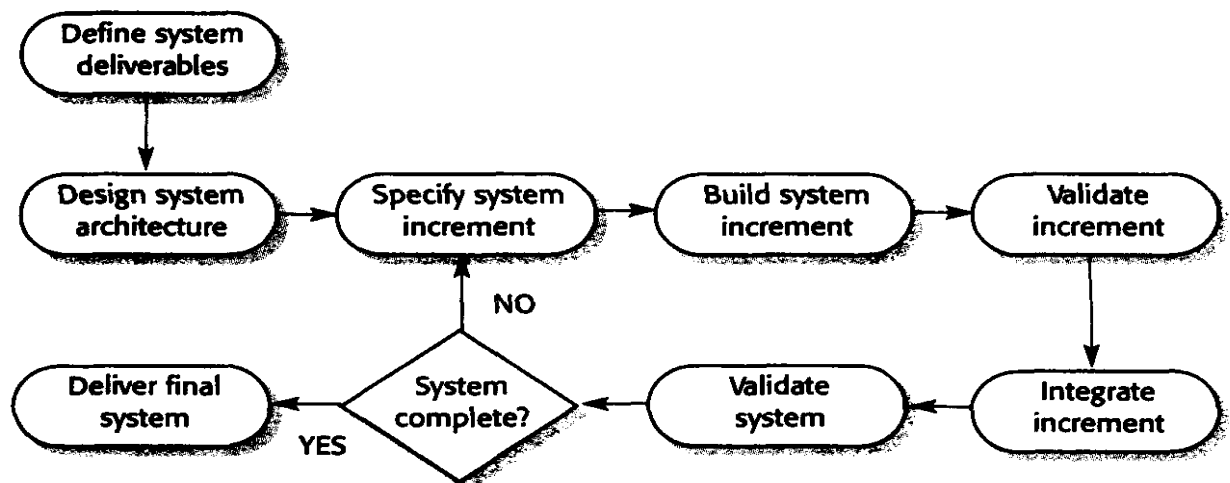 Define system
deliverables
Design system
architecture
Specify system
increment
Build system
increment
Validate
increment
NO
Deliver final
system
YES
System
complete?
Validate
system
Integrate
increment